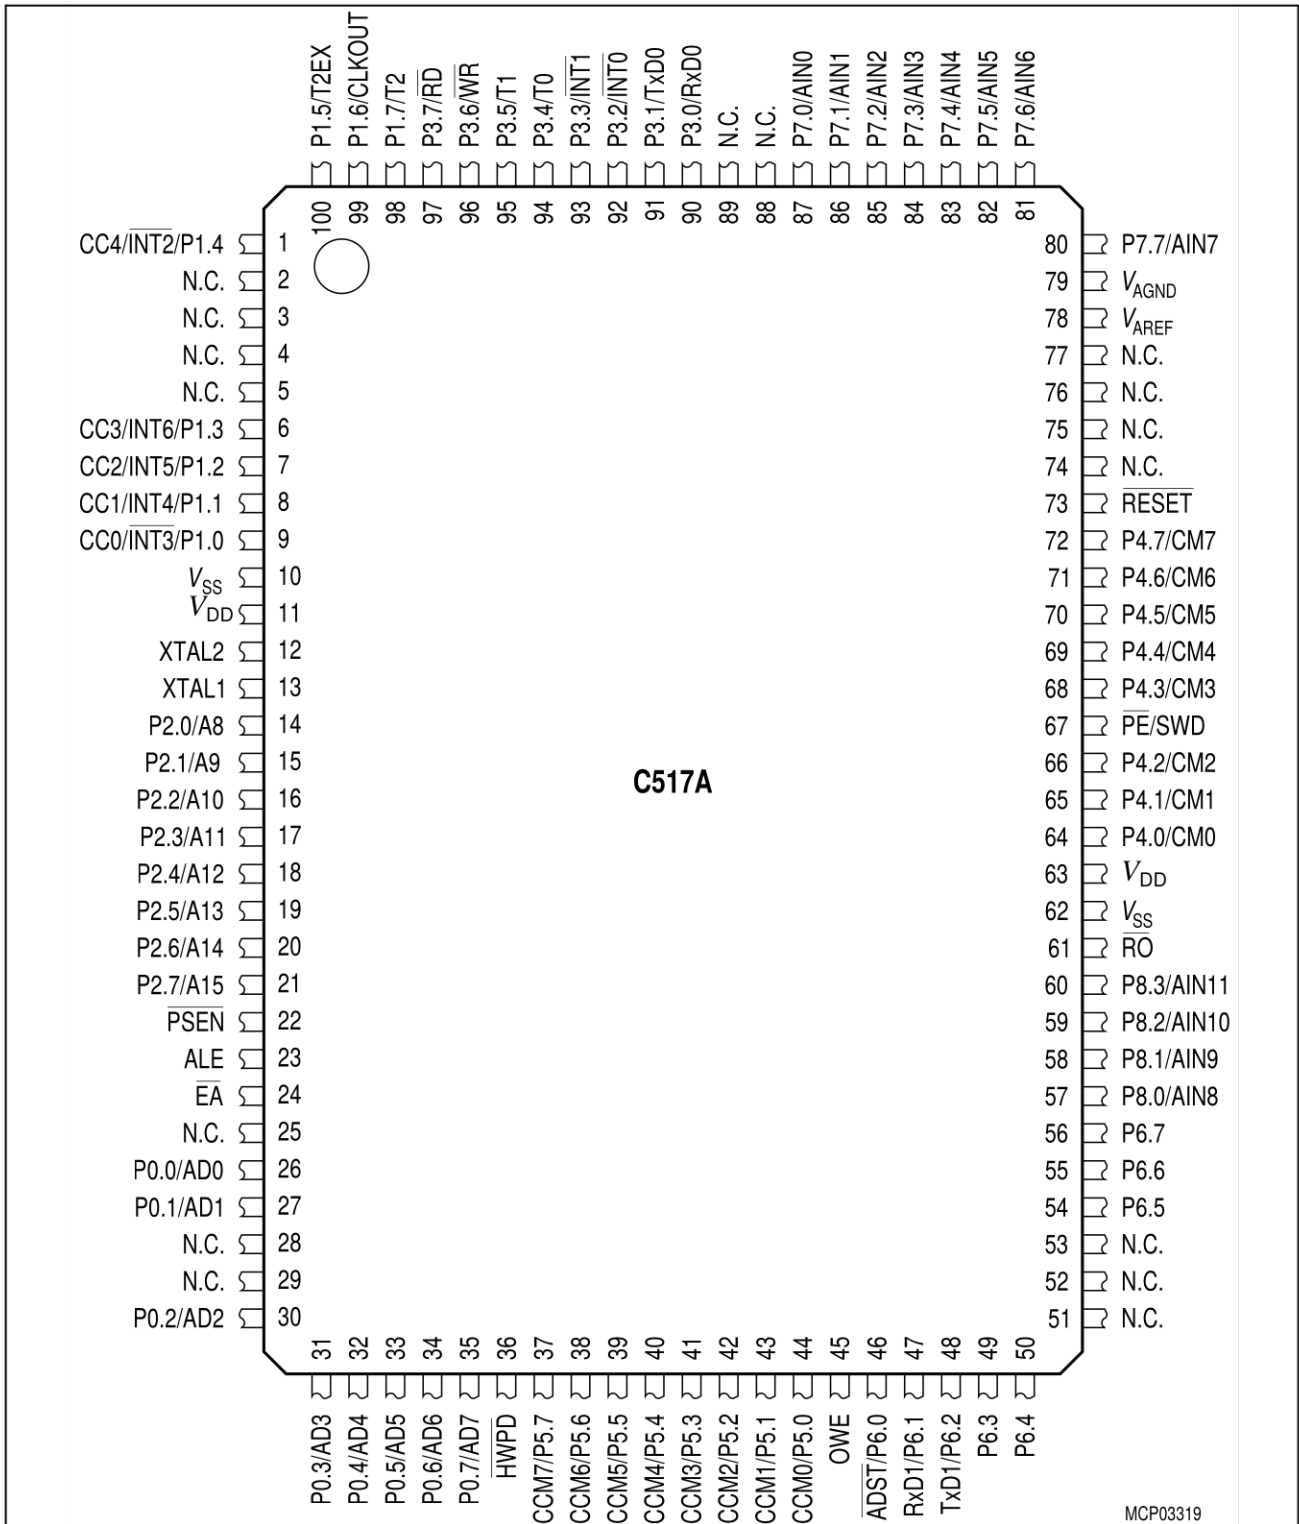 P1.5/T2EX
P1.6/CLKOUT
P1.7/T2
P3.7/R̅D̅
P3.6/W̅R̅
P3.5/T1
P3.4/T0
P3.3/I̅N̅T̅1̅
P3.2/I̅N̅T̅0̅
P3.1/TxD0
P3.0/RxD0
N.C.
N.C.
P7.0/AIN0
P7.1/AIN1
P7.2/AIN2
P7.3/AIN3
P7.4/AIN4
P7.5/AIN5
P7.6/AIN6
100
99
98
97
96
95
94
93
92
91
90
89
88
87
86
85
84
83
82
81
CC4/I̅N̅T̅2̅/P1.4 1
N.C. 2
N.C. 3
N.C. 4
N.C. 5
CC3/INT6/P1.3 6
CC2/INT5/P1.2 7
CC1/INT4/P1.1 8
CC0/I̅N̅T̅3̅/P1.0 9
VSS 10
VDD 11
XTAL2 12
XTAL1 13
P2.0/A8 14
P2.1/A9 15
P2.2/A10 16
P2.3/A11 17
P2.4/A12 18
P2.5/A13 19
P2.6/A14 20
P2.7/A15 21
P̅S̅E̅N̅ 22
ALE 23
E̅A̅ 24
N.C. 25
P0.0/AD0 26
P0.1/AD1 27
N.C. 28
N.C. 29
P0.2/AD2 30
C517A
80 P7.7/AIN7
79 VAGND
78 VAREF
77 N.C.
76 N.C.
75 N.C.
74 N.C.
73 R̅E̅S̅E̅T̅
72 P4.7/CM7
71 P4.6/CM6
70 P4.5/CM5
69 P4.4/CM4
68 P4.3/CM3
67 P̅E̅/SWD
66 P4.2/CM2
65 P4.1/CM1
64 P4.0/CM0
63 VDD
62 VSS
61 R̅O̅
60 P8.3/AIN11
59 P8.2/AIN10
58 P8.1/AIN9
57 P8.0/AIN8
56 P6.7
55 P6.6
54 P6.5
53 N.C.
52 N.C.
51 N.C.
31
32
33
34
35
36
37
38
39
40
41
42
43
44
45
46
47
48
49
50
P0.3/AD3
P0.4/AD4
P0.5/AD5
P0.6/AD6
P0.7/AD7
H̅W̅P̅D̅
CCM7/P5.7
CCM6/P5.6
CCM5/P5.5
CCM4/P5.4
CCM3/P5.3
CCM2/P5.2
CCM1/P5.1
CCM0/P5.0
OWE
A̅D̅S̅T̅/P6.0
RxD1/P6.1
TxD1/P6.2
P6.3
P6.4
MCP03319